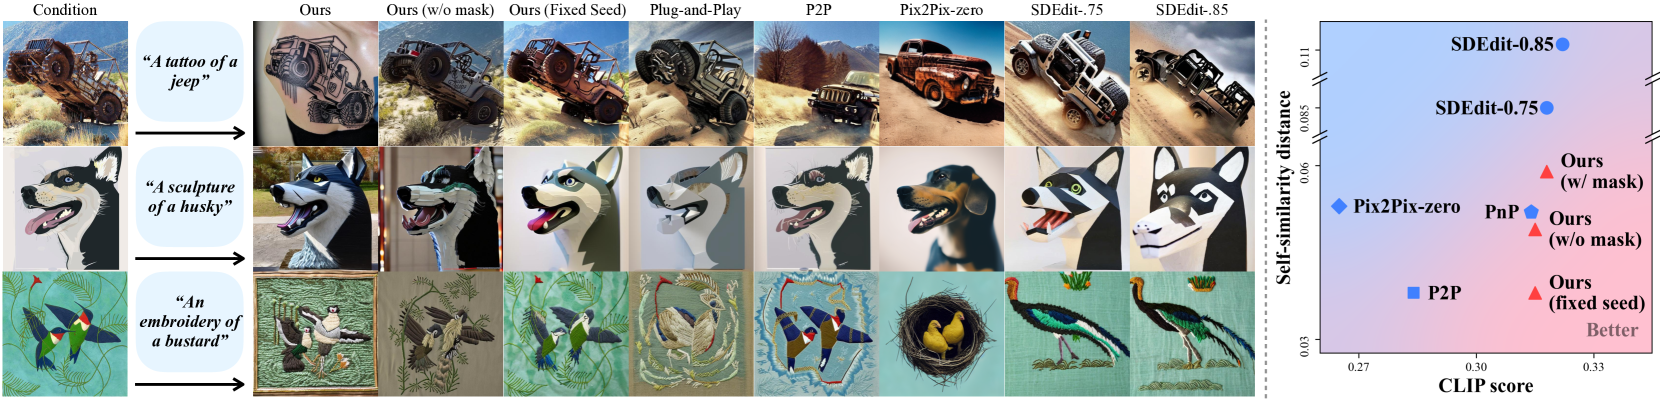 Condition
Ours
Ours (w/o mask)
Ours (Fixed Seed)
Plug-and-Play
P2P
Pix2Pix-zero
SDEdit-.75
SDEdit-.85
“A tattoo of a
jeep”
“A sculpture
of a husky”
“An
embroidery of
a bustard”
Self-similarity distance
0.11
0.085
0.06
0.03
SDEdit-0.85
SDEdit-0.75
Ours
(w/ mask)
Pix2Pix-zero
PnP
Ours
(w/o mask)
P2P
Ours
(fixed seed)
Better
0.27
0.30
0.33
CLIP score